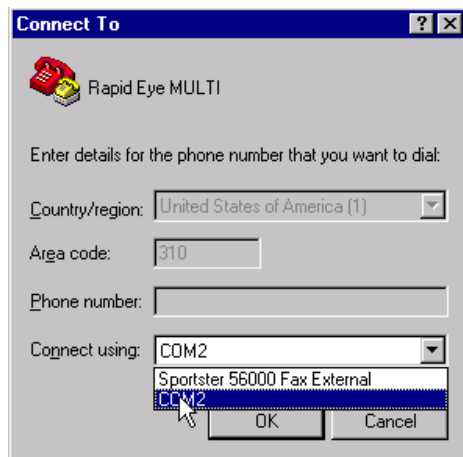 Connect To
Rapid Eye MULTI
Enter details for the phone number that you want to dial:
Country/region: United States of America (1)
Area code: 310
Phone number:
Connect using: COM2
Sportster 56000 Fax External
COM2
OK Cancel